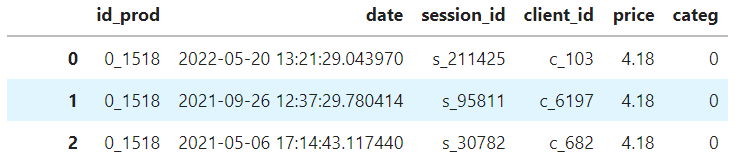 id_prod date session_id client_id price categ
0 0_1518 2022-05-20 13:21:29.043970 s_211425 c_103 4.18 0
1 0_1518 2021-09-26 12:37:29.780414 s_95811 c_6197 4.18 0
2 0_1518 2021-05-06 17:14:43.117440 s_30782 c_682 4.18 0